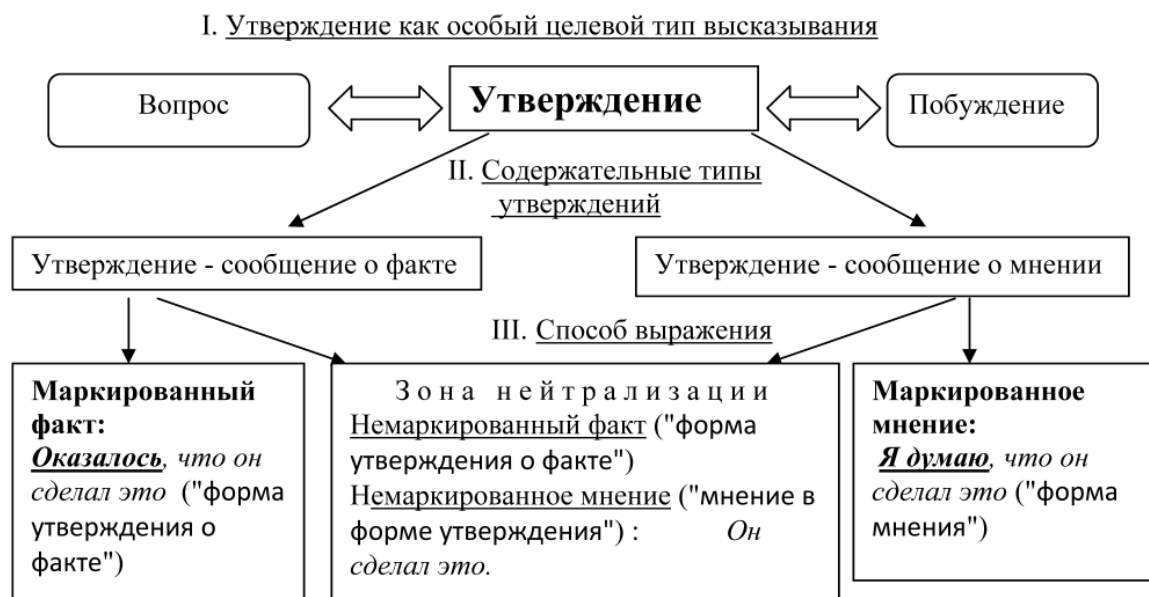 I. Утверждение как особый целевой тип высказывания
Вопрос
Утверждение
Побуждение
II. Содержательные типы
утверждений
Утверждение - сообщение о факте
Утверждение - сообщение о мнении
III. Способ выражения
Маркированный
факт:
Оказалось, что он
сделал это ("форма
утверждения о
факте")
Зона нейтрализации
Немаркированный факт ("форма
утверждения о факте")
Немаркированное мнение ("мнение в
форме утверждения") : Он
сделал это.
Маркированное
мнение:
Я думаю, что он
сделал это ("форма
мнения")